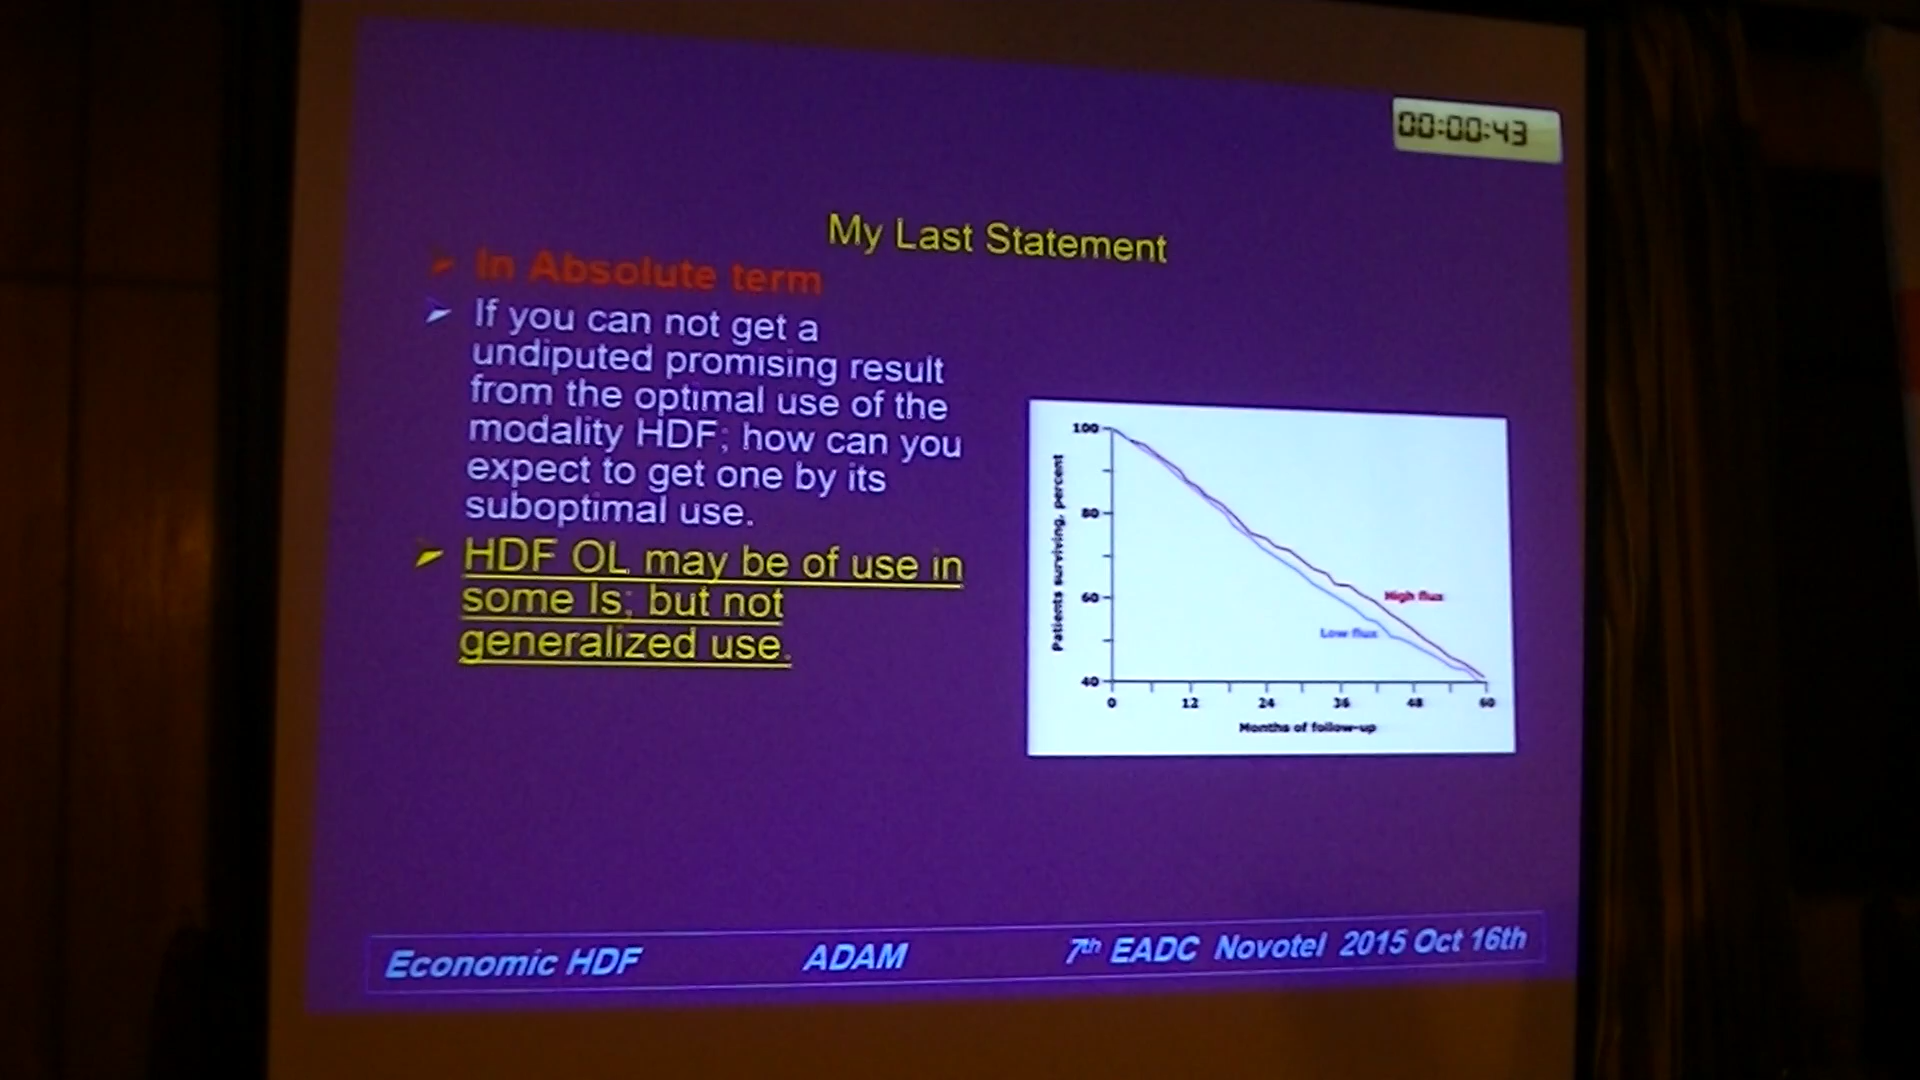 00:00:43
My Last Statement
In Absolute term
If you can not get a
undiputed promising result
from the optimal use of the
modality HDF; how can you
expect to get one by its
suboptimal use.
HDF OL may be of use in
some Is; but not
generalized use.
100
80
60
40
Patients surviving, percent
High flux
Low flux
0 12 24 36 48 60
Months of follow-up
Economic HDF ADAM 7th EADC Novotel 2015 Oct 16th